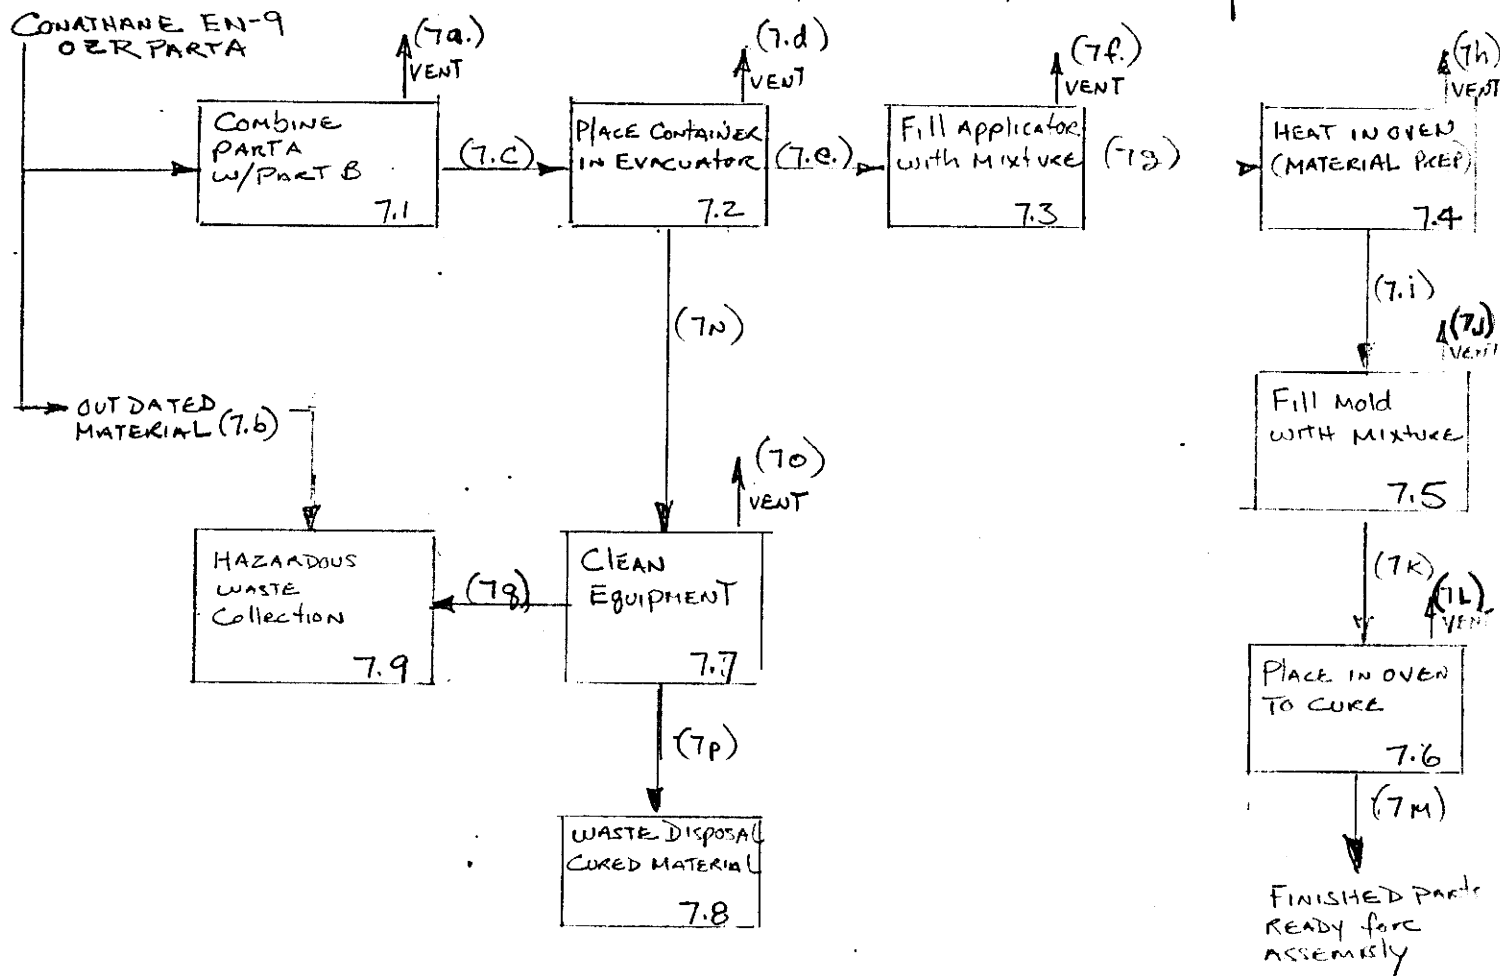 CONATHANE EN-9
OZR PART A
(7a.)
VENT
(7.d)
VENT
(7f.)
VENT
(7h)
VENT
COMBINE
PART A
W/PART B
7.1
(7.c)
PLACE CONTAINER
IN EVACUATOR
7.2
(7.e.)
Fill Applicator
with Mixture
7.3
(7g)
HEAT IN OVEN
(MATERIAL PREP)
7.4
(7N)
(7.i)
(7J)
VENT
OUTDATED
MATERIAL (7.b)
Fill Mold
WITH MIXTURE
7.5
(7o)
VENT
HAZARDOUS
WASTE
Collection
7.9
(7q)
CLEAN
EQUIPMENT
7.7
(7K)
(7L)
VENT
PLACE IN OVEN
TO CURE
7.6
(7p)
(7M)
WASTE DISPOSAL
CURED MATERIAL
7.8
FINISHED PARTS
READY for
ASSEMBLY